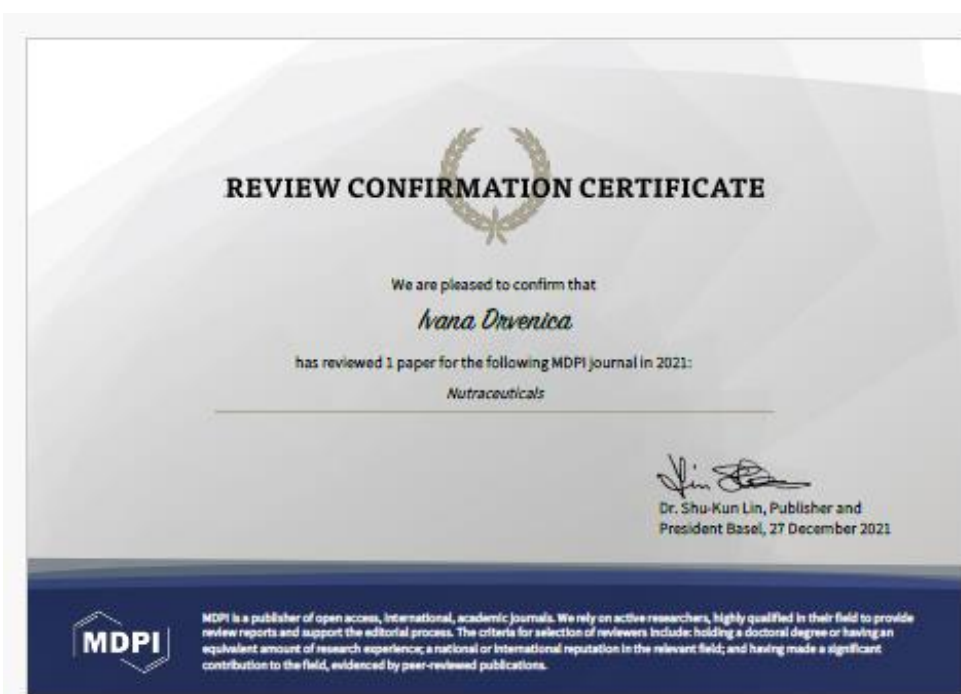 REVIEW CONFIRMATION CERTIFICATE
We are pleased to confirm that
Ivana Drvenica
has reviewed 1 paper for the following MDPI journal in 2021:
Nutraceuticals
Dr. Shu-Kun Lin, Publisher and
President Basel, 27 December 2021
MDPI
MDPI is a publisher of open access, international, academic journals. We rely on active researchers, highly qualified in their field to provide
review reports and support the editorial process. The criteria for selection of reviewers include: holding a doctoral degree or having an
equivalent amount of research experience; a national or international reputation in the relevant field; and having made a significant
contribution to the field, evidenced by peer-reviewed publications.